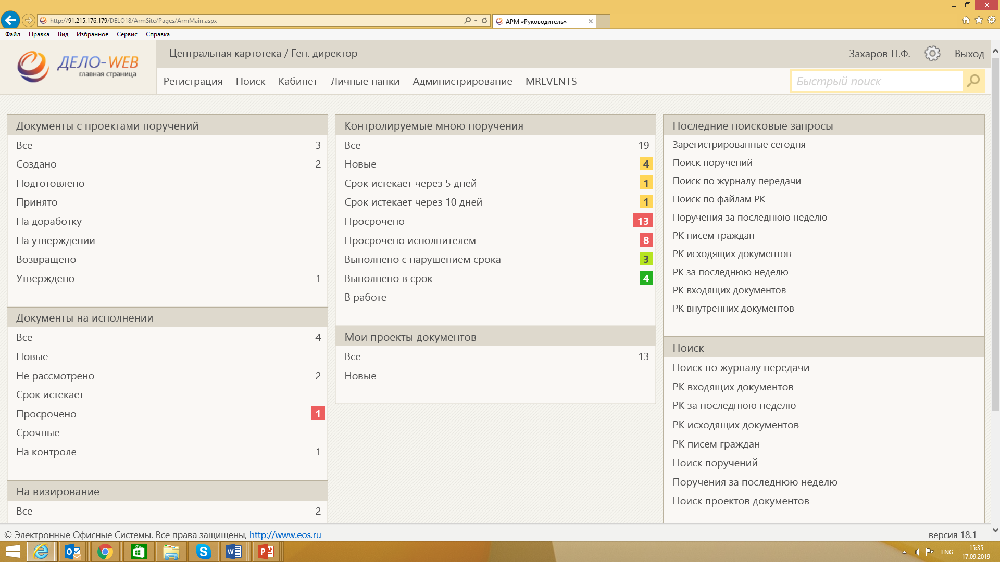 http://91.215.176.179/DELO18/ArmSite/Pages/ArmMain.aspx
АРМ «Руководитель»
Файл Правка Вид Избранное Сервис Справка
ДЕЛО-WEB
главная страница
Центральная картотека / Ген. директор
Захаров П.Ф.
Выход
Регистрация Поиск Кабинет Личные папки Администрирование MREVENTS
Быстрый поиск
Документы с проектами поручений
Все 3
Создано 2
Подготовлено
Принято
На доработку
На утверждении
Возвращено
Утверждено 1
Документы на исполнении
Все 4
Новые
Не рассмотрено 2
Срок истекает
Просрочено 1
Срочные
На контроле 1
На визирование
Все 2
Контролируемые мною поручения
Все 19
Новые 4
Срок истекает через 5 дней 1
Срок истекает через 10 дней 1
Просрочено 13
Просрочено исполнителем 8
Выполнено с нарушением срока 3
Выполнено в срок 4
В работе
Мои проекты документов
Все 13
Новые
Последние поисковые запросы
Зарегистрированные сегодня
Поиск поручений
Поиск по журналу передачи
Поиск по файлам РК
Поручения за последнюю неделю
РК писем граждан
РК исходящих документов
РК за последнюю неделю
РК входящих документов
РК внутренних документов
Поиск
Поиск по журналу передачи
РК входящих документов
РК за последнюю неделю
РК исходящих документов
РК писем граждан
Поиск поручений
Поручения за последнюю неделю
Поиск проектов документов
© Электронные Офисные Системы. Все права защищены, http://www.eos.ru
версия 18.1
ENG
15:35
17.09.2019